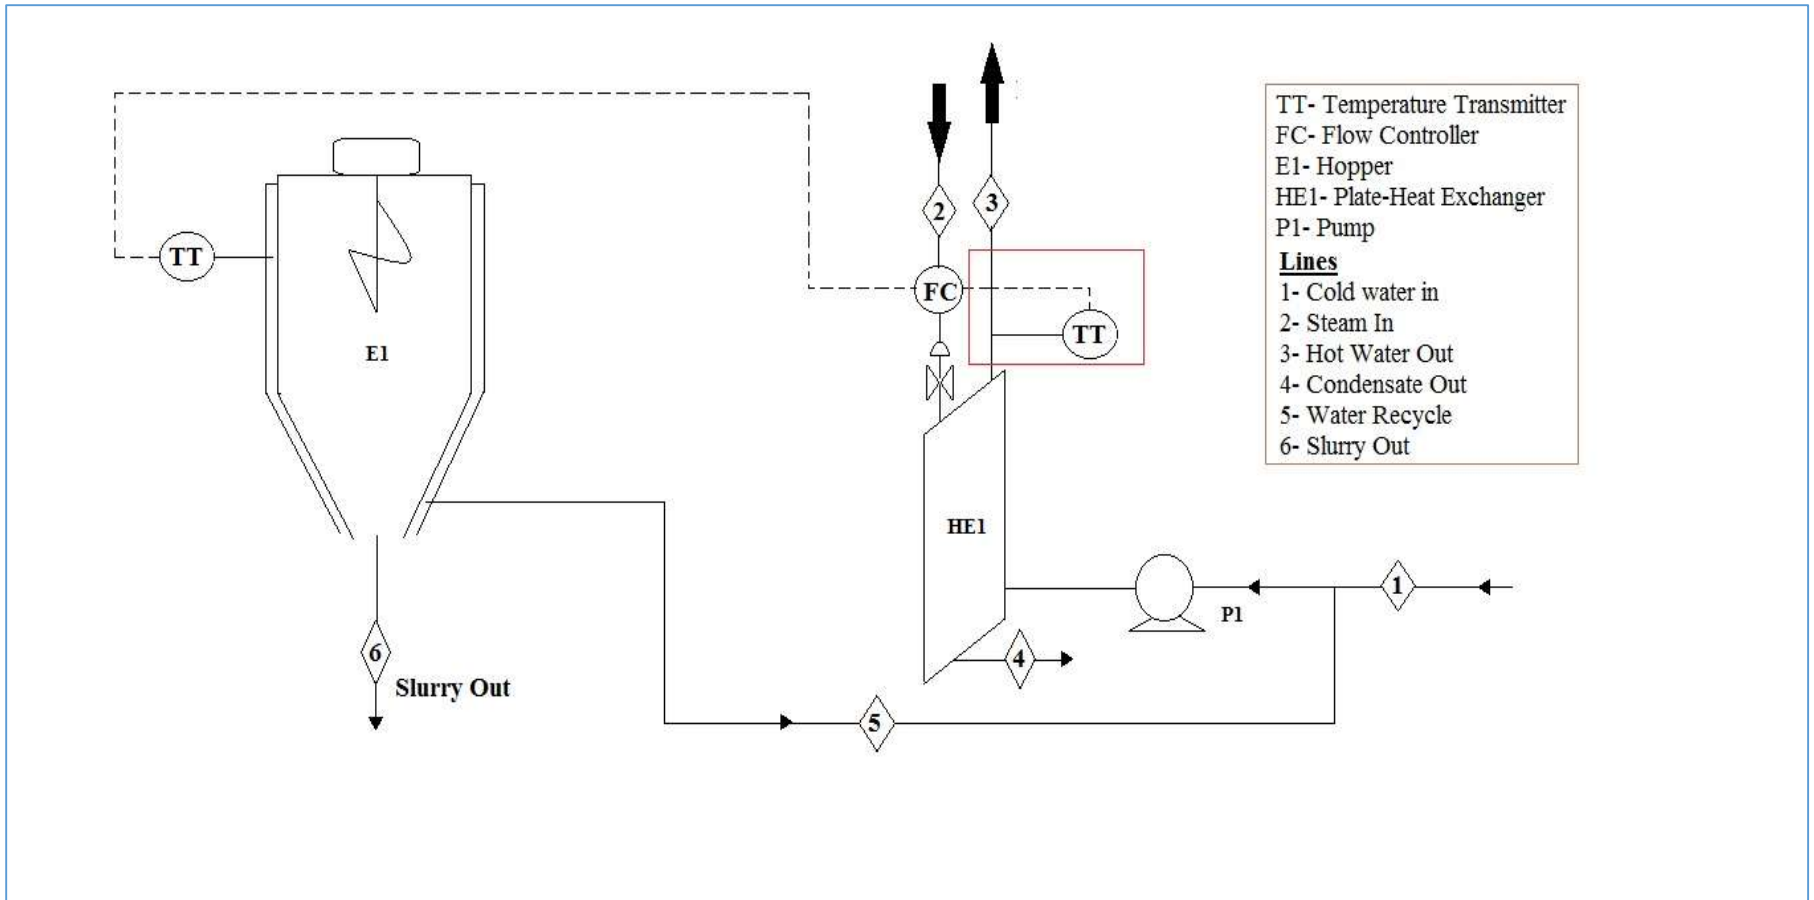 TT- Temperature Transmitter
FC- Flow Controller
E1- Hopper
HE1- Plate-Heat Exchanger
P1- Pump
Lines
1- Cold water in
2- Steam In
3- Hot Water Out
4- Condensate Out
5- Water Recycle
6- Slurry Out
2
3
TT
FC
TT
E1
HE1
1
P1
6
4
Slurry Out
5